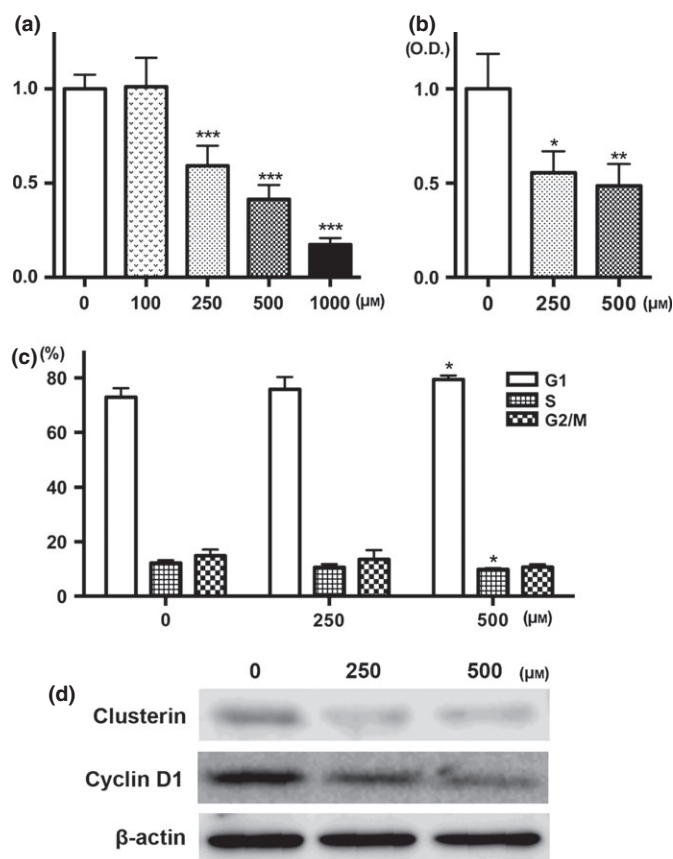 (a)
1.0
0.5
0.0
***
***
***
0 100 250 500 1000 (µM)
(b)
(O.D.)
1.0
0.5
0.0
*
**
0 250 500 (µM)
(c)
(%)
80
60
40
20
0
*
*
G1
S
G2/M
0 250 500 (µM)
(d)
0 250 500 (µM)
Clusterin
Cyclin D1
β-actin